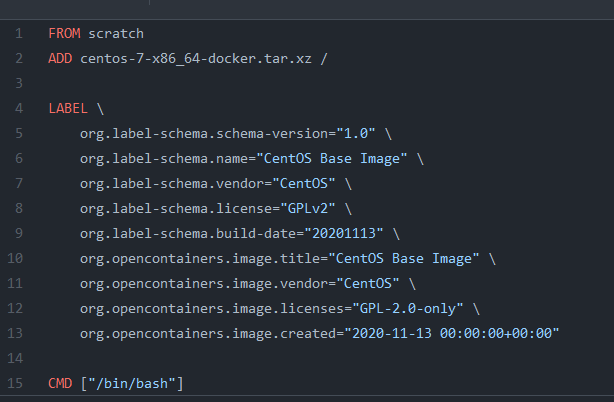 1 FROM scratch
2 ADD centos-7-x86_64-docker.tar.xz /
3
4 LABEL \
5     org.label-schema.schema-version="1.0" \
6     org.label-schema.name="CentOS Base Image" \
7     org.label-schema.vendor="CentOS" \
8     org.label-schema.license="GPLv2" \
9     org.label-schema.build-date="20201113" \
10     org.opencontainers.image.title="CentOS Base Image" \
11     org.opencontainers.image.vendor="CentOS" \
12     org.opencontainers.image.licenses="GPL-2.0-only" \
13     org.opencontainers.image.created="2020-11-13 00:00:00+00:00"
14
15 CMD ["/bin/bash"]